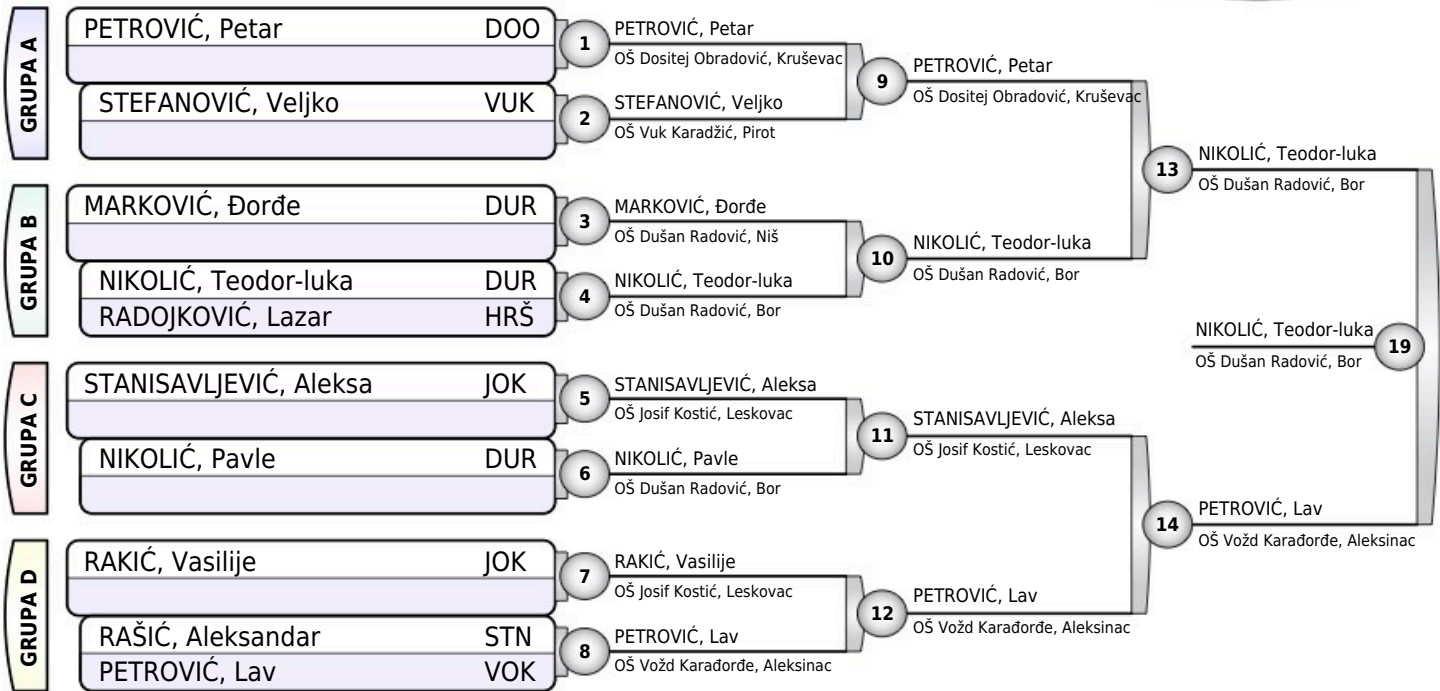 GRUPA A
PETROVIĆ, Petar DOO
STEFANOVIĆ, Veljko VUK
GRUPA B
MARKOVIĆ, Đorđe DUR
NIKOLIĆ, Teodor-luka DUR
RADOJKOVIĆ, Lazar HRŠ
GRUPA C
STANISAVLJEVIĆ, Aleksa JOK
NIKOLIĆ, Pavle DUR
GRUPA D
RAKIĆ, Vasilije JOK
RAŠIĆ, Aleksandar STN
PETROVIĆ, Lav VOK
1
PETROVIĆ, Petar
OŠ Dositej Obradović, Kruševac
2
STEFANOVIĆ, Veljko
OŠ Vuk Karadžić, Pirot
3
MARKOVIĆ, Đorđe
OŠ Dušan Radović, Niš
4
NIKOLIĆ, Teodor-luka
OŠ Dušan Radović, Bor
5
STANISAVLJEVIĆ, Aleksa
OŠ Josif Kostić, Leskovac
6
NIKOLIĆ, Pavle
OŠ Dušan Radović, Bor
7
RAKIĆ, Vasilije
OŠ Josif Kostić, Leskovac
8
PETROVIĆ, Lav
OŠ Vožd Karađorđe, Aleksinac
9
PETROVIĆ, Petar
OŠ Dositej Obradović, Kruševac
10
NIKOLIĆ, Teodor-luka
OŠ Dušan Radović, Bor
11
STANISAVLJEVIĆ, Aleksa
OŠ Josif Kostić, Leskovac
12
PETROVIĆ, Lav
OŠ Vožd Karađorđe, Aleksinac
13
NIKOLIĆ, Teodor-luka
OŠ Dušan Radović, Bor
14
PETROVIĆ, Lav
OŠ Vožd Karađorđe, Aleksinac
NIKOLIĆ, Teodor-luka
OŠ Dušan Radović, Bor
19